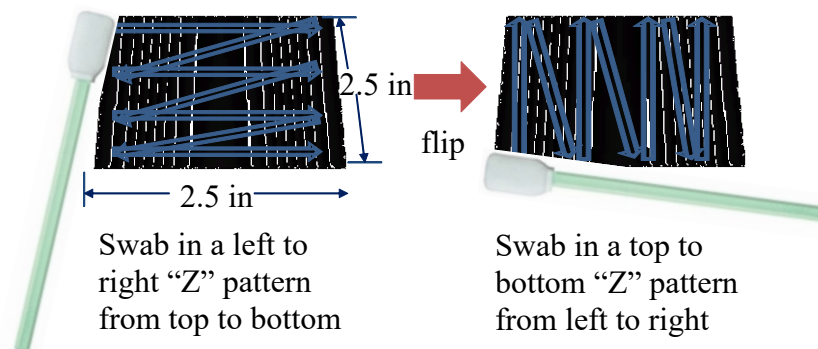 2.5 in
flip
2.5 in
Swab in a left to
right “Z” pattern
from top to bottom
Swab in a top to
bottom “Z” pattern
from left to right